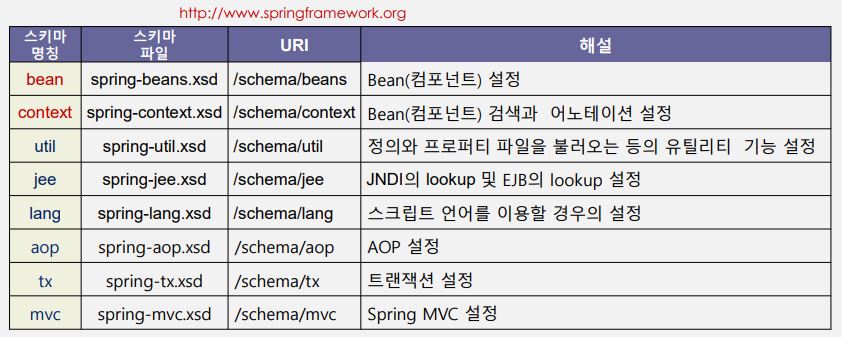 http://www.springframework.org
스키마 명칭 스키마 파일 URI 해설
bean spring-beans.xsd /schema/beans Bean(컴포넌트) 설정
context spring-context.xsd /schema/context Bean(컴포넌트) 검색과 어노테이션 설정
util spring-util.xsd /schema/util 정의와 프로퍼티 파일을 불러오는 등의 유틸리티 기능 설정
jee spring-jee.xsd /schema/jee JNDI의 lookup 및 EJB의 lookup 설정
lang spring-lang.xsd /schema/lang 스크립트 언어를 이용할 경우의 설정
aop spring-aop.xsd /schema/aop AOP 설정
tx spring-tx.xsd /schema/tx 트랜잭션 설정
mvc spring-mvc.xsd /schema/mvc Spring MVC 설정